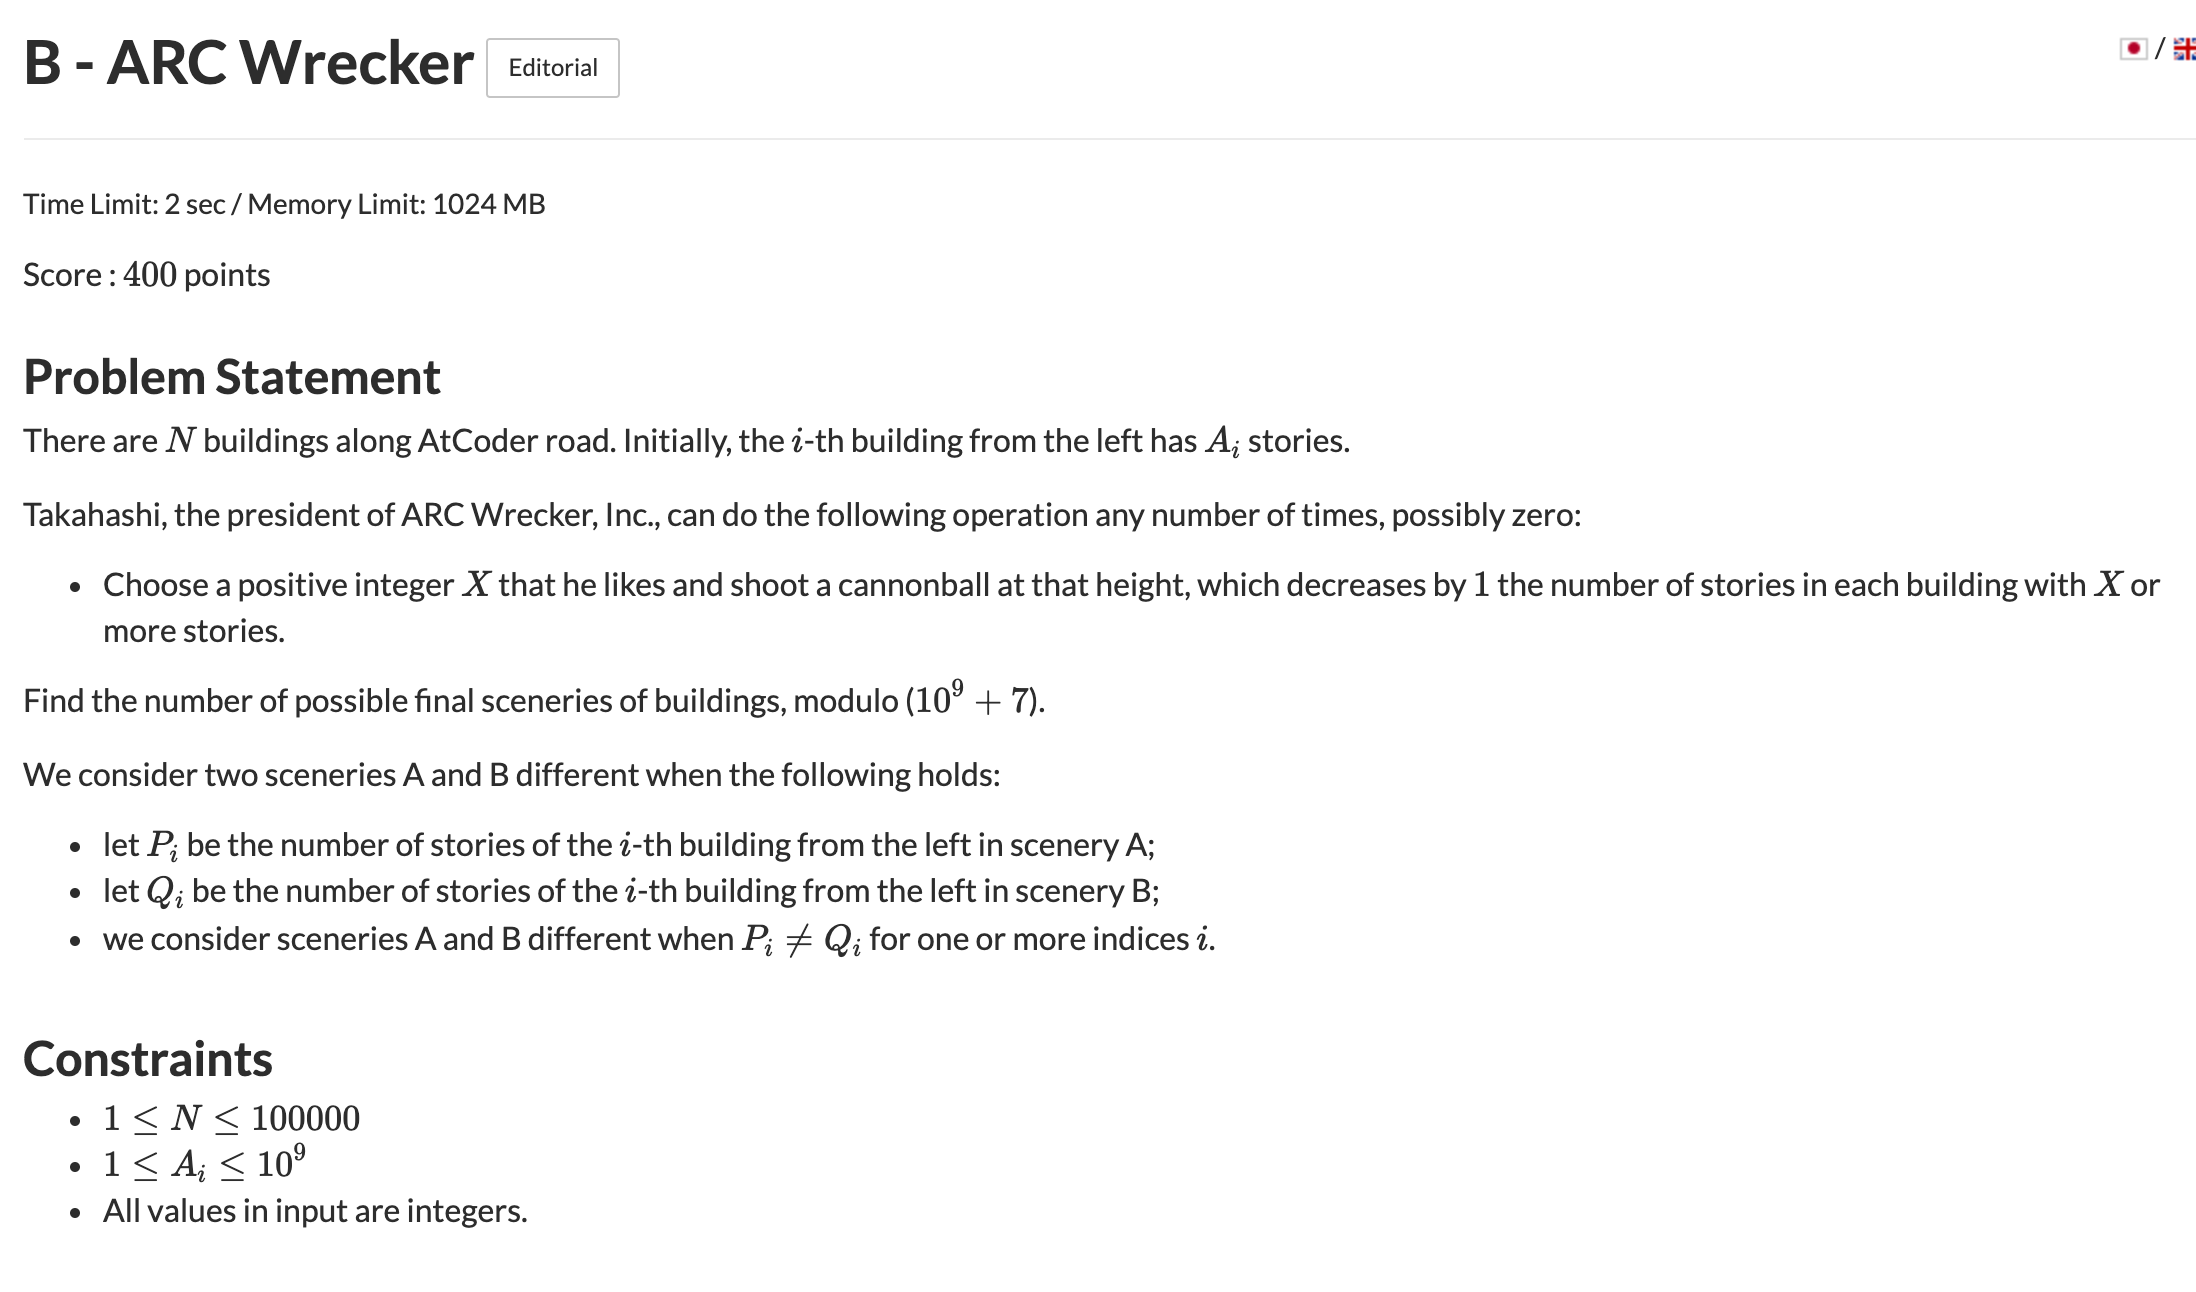 B - ARC Wrecker Editorial
/
Time Limit: 2 sec / Memory Limit: 1024 MB
Score : 400 points
Problem Statement
There are N buildings along AtCoder road. Initially, the i-th building from the left has A_i stories.
Takahashi, the president of ARC Wrecker, Inc., can do the following operation any number of times, possibly zero:
• Choose a positive integer X that he likes and shoot a cannonball at that height, which decreases by 1 the number of stories in each building with X or
more stories.
Find the number of possible final sceneries of buildings, modulo (10^9 + 7).
We consider two sceneries A and B different when the following holds:
• let P_i be the number of stories of the i-th building from the left in scenery A;
• let Q_i be the number of stories of the i-th building from the left in scenery B;
• we consider sceneries A and B different when P_i ≠ Q_i for one or more indices i.
Constraints
• 1 ≤ N ≤ 100000
• 1 ≤ A_i ≤ 10^9
• All values in input are integers.